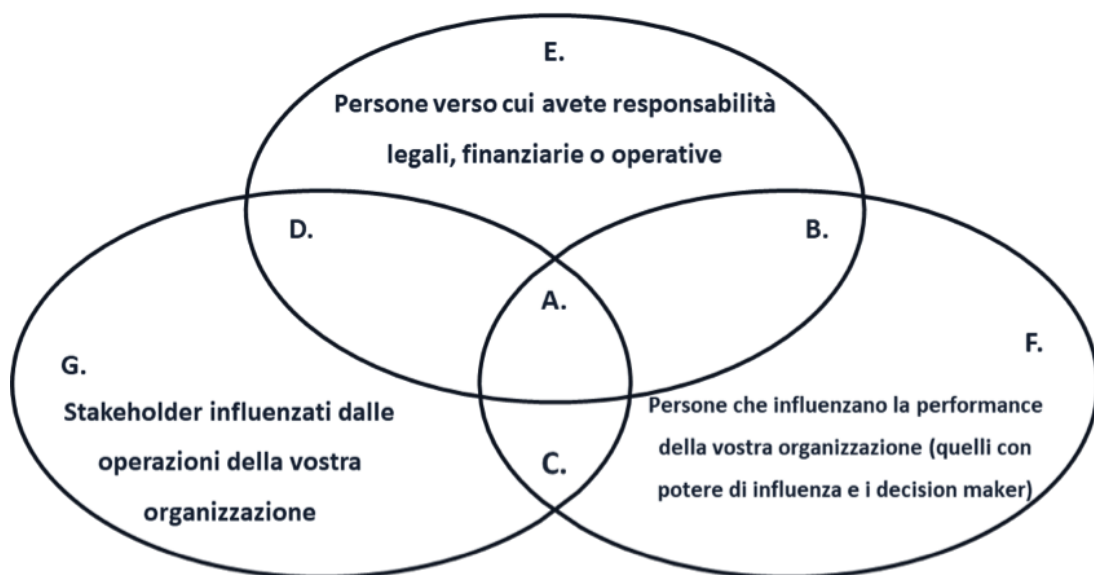 E.
Persone verso cui avete responsabilità
legali, finanziarie o operative
D.
B.
A.
G.
Stakeholder influenzati dalle
operazioni della vostra
organizzazione
F.
Persone che influenzano la performance
della vostra organizzazione (quelli con
potere di influenza e i decision maker)
C.